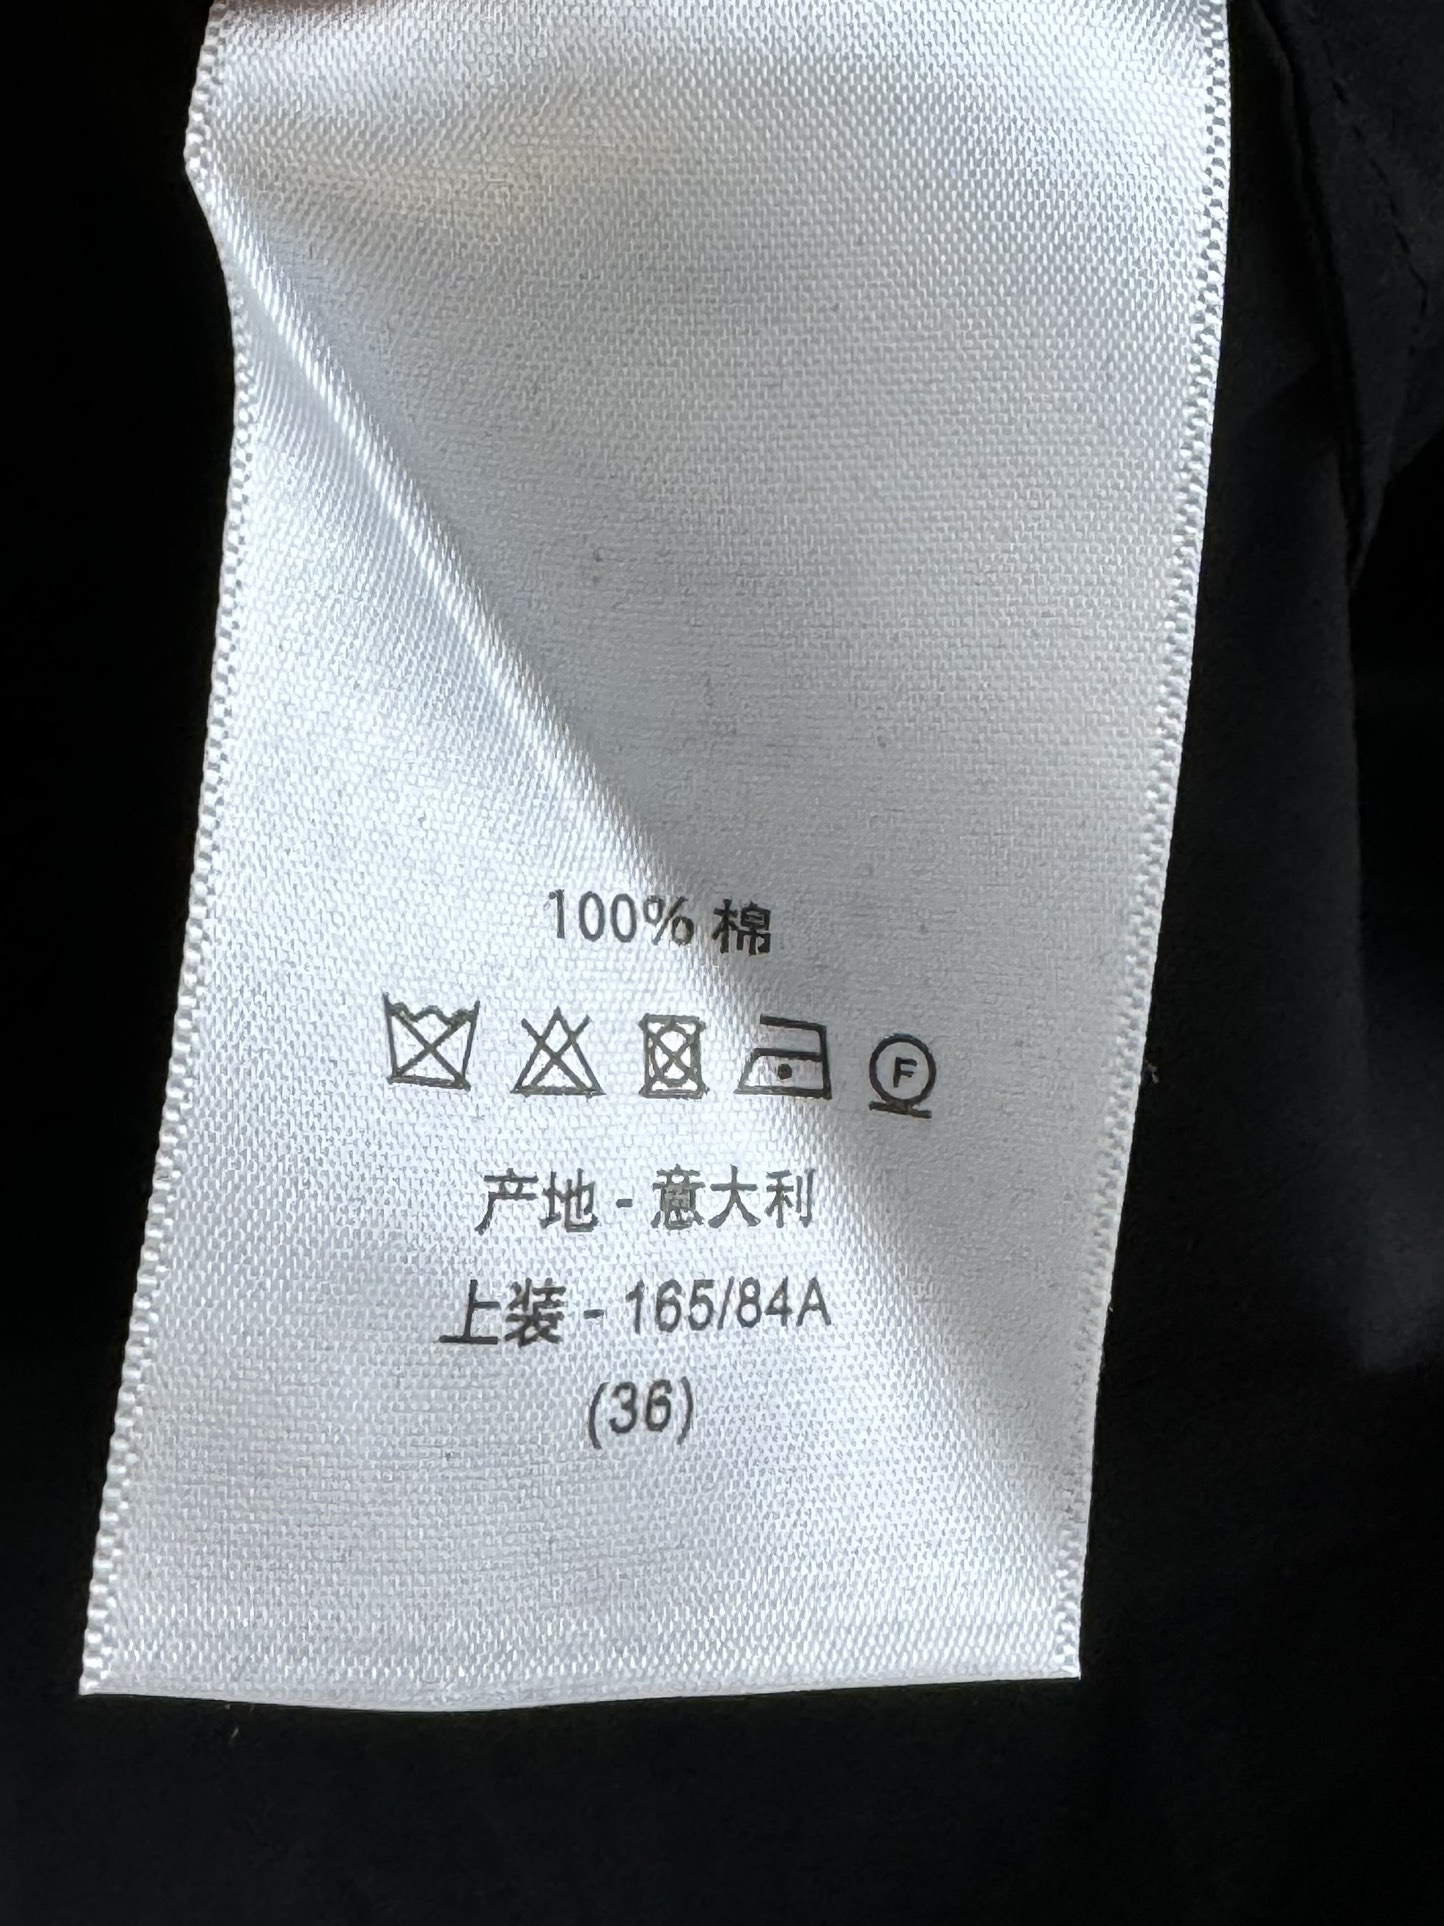 100% 棉
F
产地 - 意大利
上装 - 165/84A
(36)